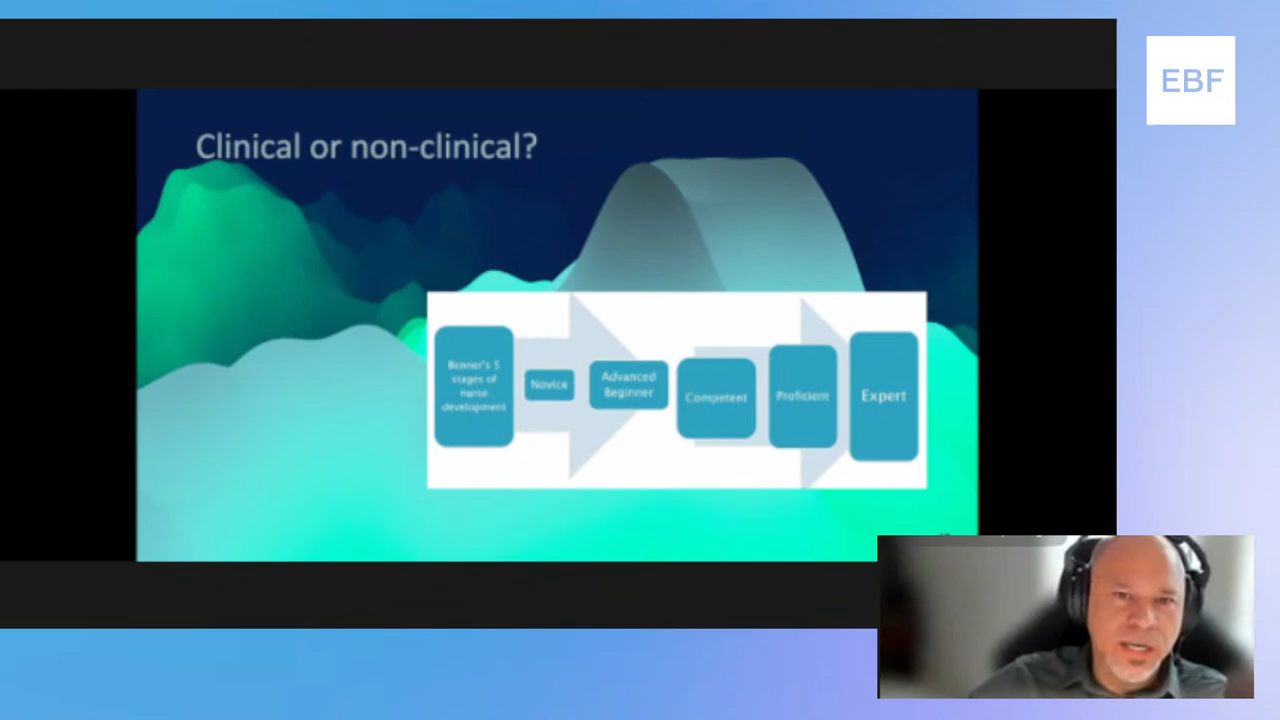 EBF
Clinical or non-clinical?
Benner's 5
stages of
nurse
development
Novice
Advanced
Beginner
Competent
Proficient
Expert